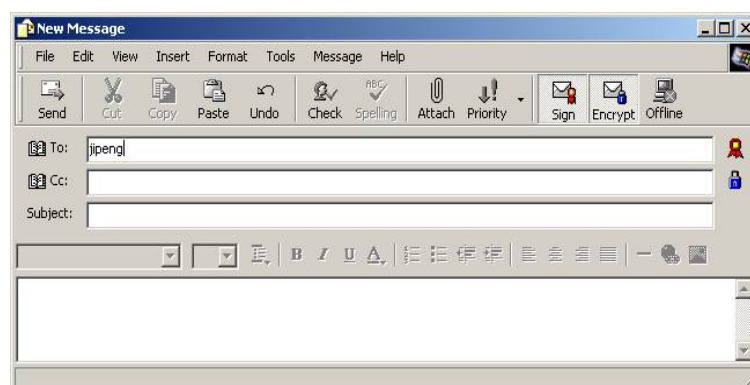 New Message
File Edit View Insert Format Tools Message Help
ABC
Send Cut Copy Paste Undo Check Spelling Attach Priority Sign Encrypt Offline
To: jipeng
Cc:
Subject:
B I U A